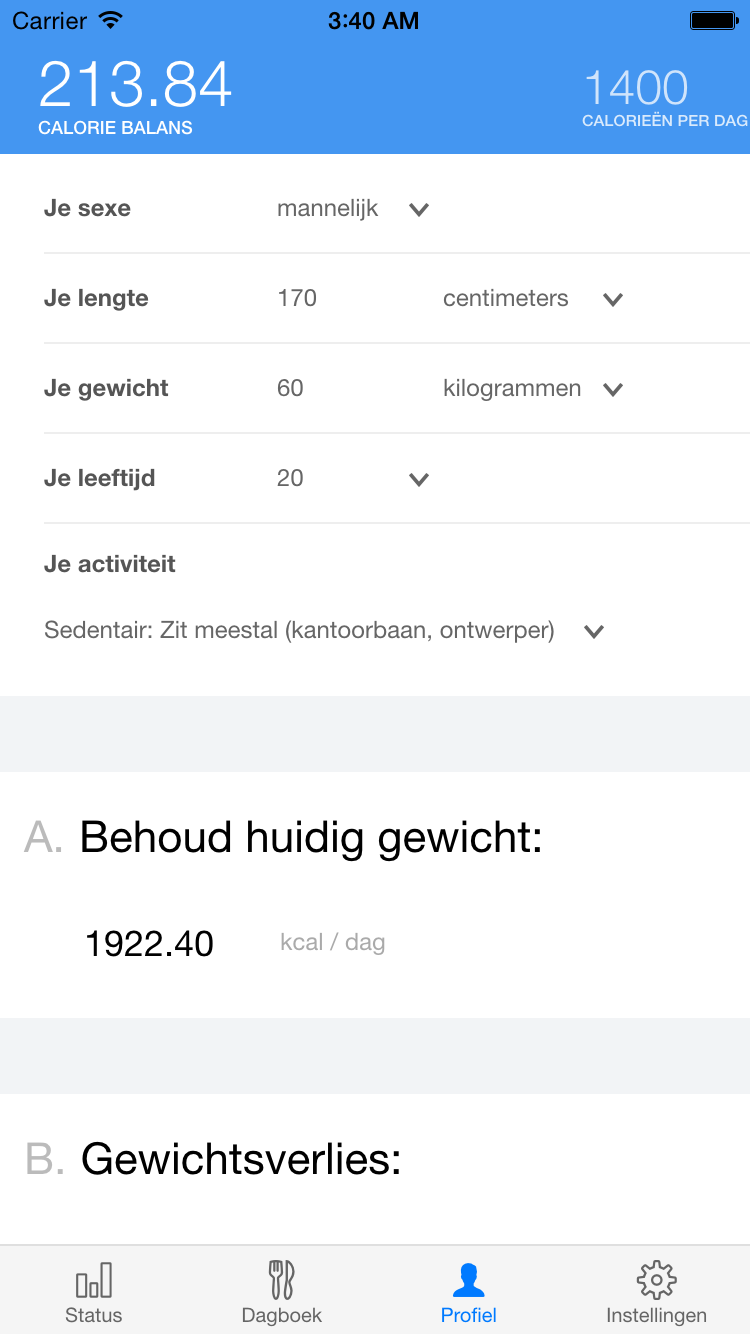 Carrier 3:40 AM
213.84 1400
CALORIE BALANS CALORIEËN PER DAG
Je sexe mannelijk
Je lengte 170 centimeters
Je gewicht 60 kilogrammen
Je leeftijd 20
Je activiteit
Sedentair: Zit meestal (kantoorbaan, ontwerper)
A. Behoud huidig gewicht:
1922.40 kcal / dag
B. Gewichtsverlies:
Status Dagboek Profiel Instellingen